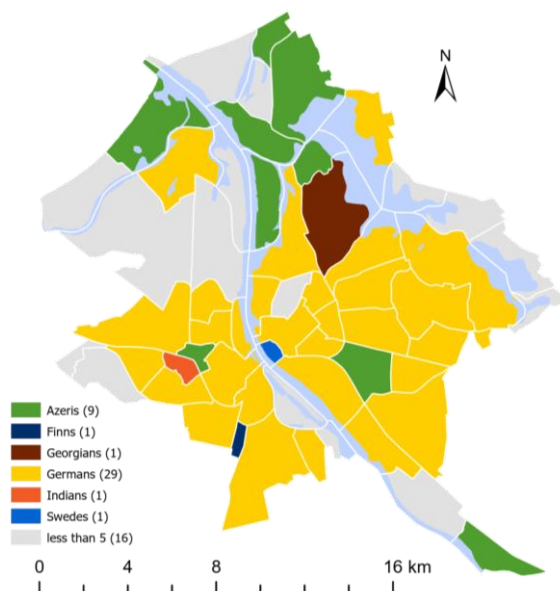 N
Azeris (9)
Finns (1)
Georgians (1)
Germans (29)
Indians (1)
Swedes (1)
less than 5 (16)
0 8 16 km